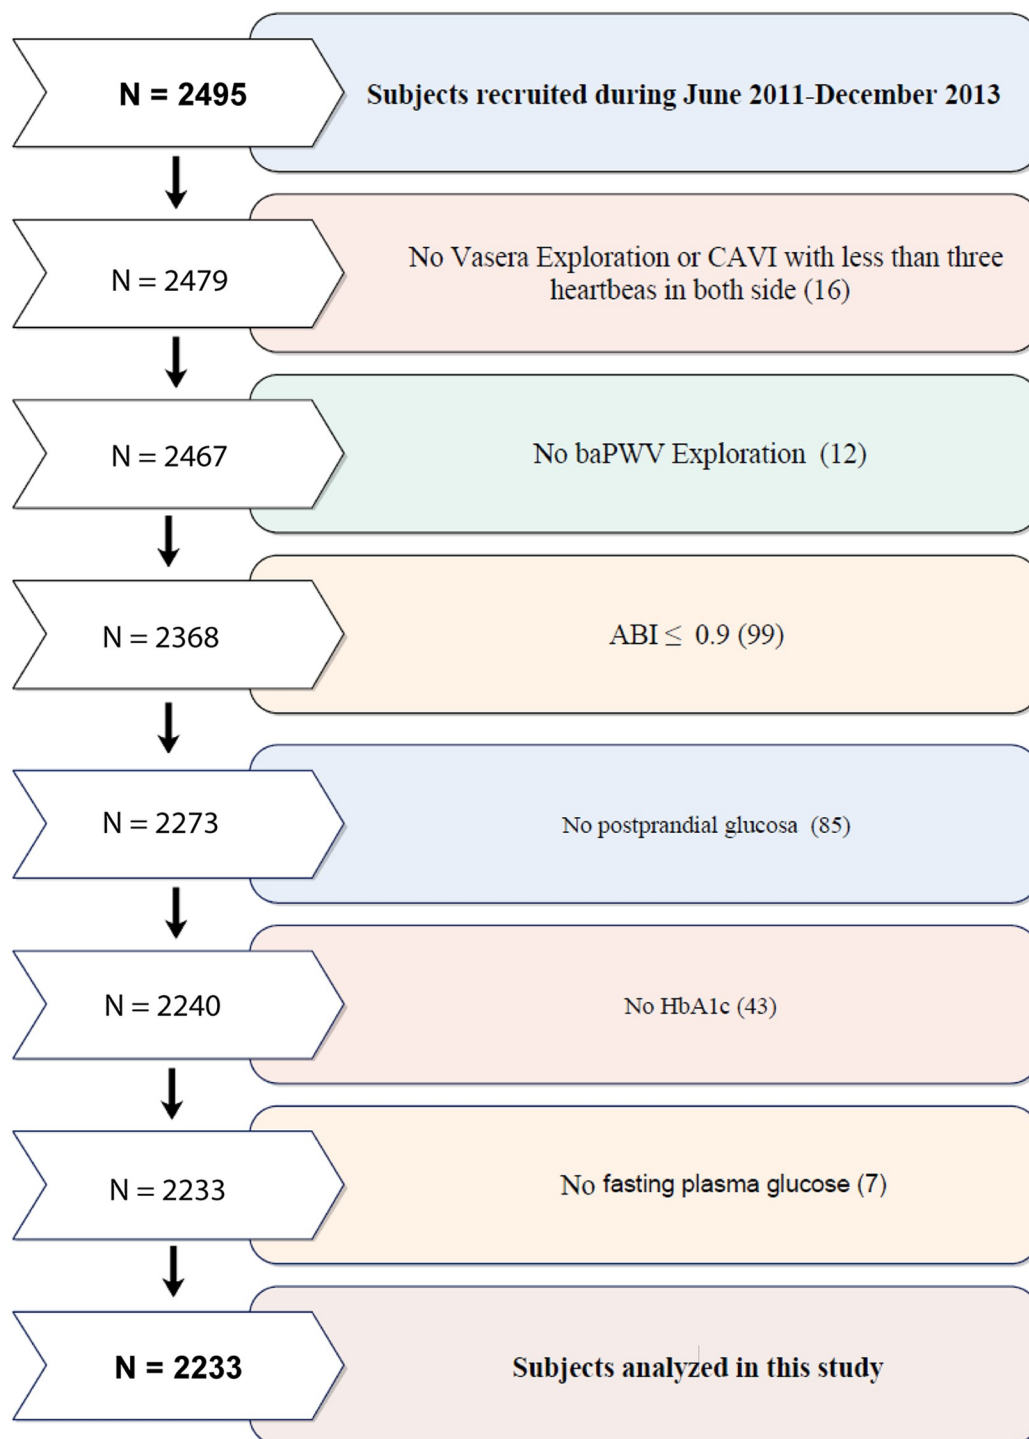 N = 2495
Subjects recruited during June 2011-December 2013
N = 2479
No Vasera Exploration or CAVI with less than three
heartbeas in both side (16)
N = 2467
No baPWV Exploration (12)
N = 2368
ABI ≤ 0.9 (99)
N = 2273
No postprandial glucosa (85)
N = 2240
No HbA1c (43)
N = 2233
No fasting plasma glucose (7)
N = 2233
Subjects analyzed in this study